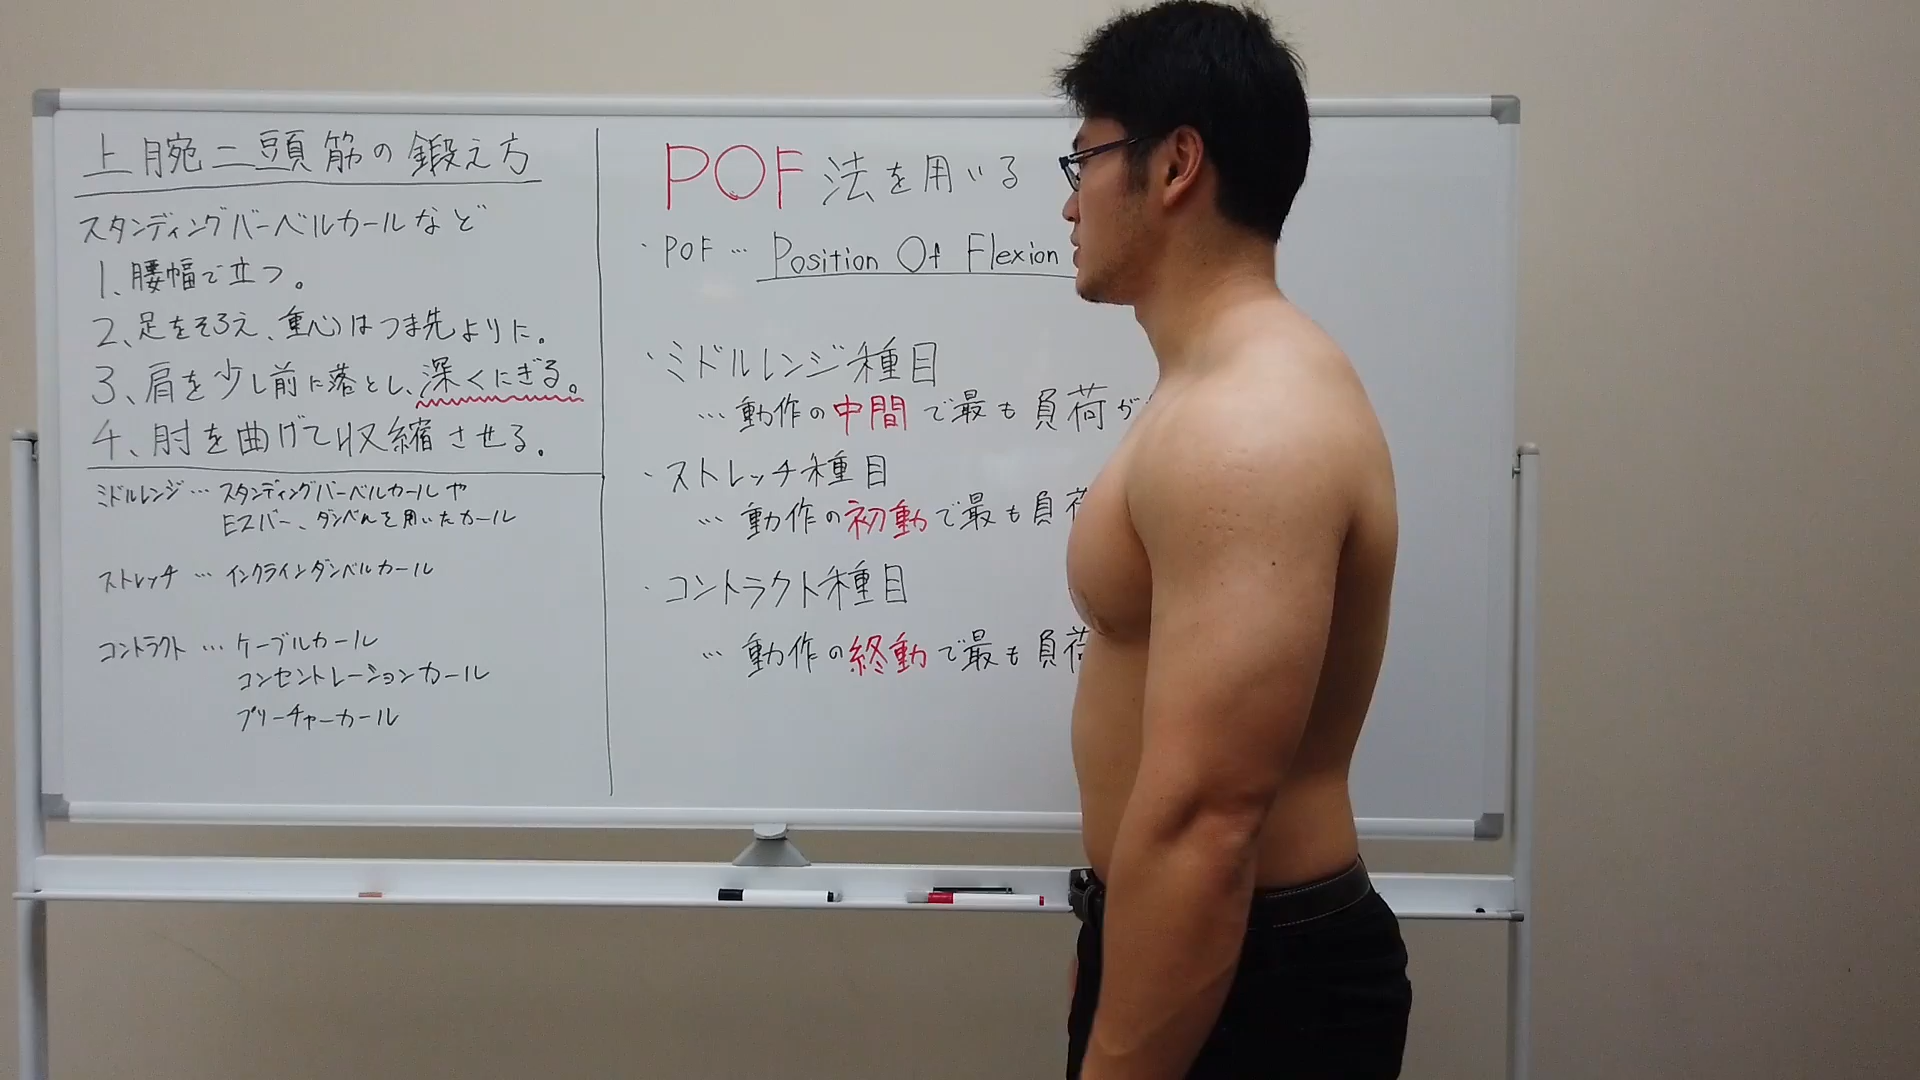 上腕二頭筋の鍛え方
スタンディングバーベルカールなど
1、腰幅で立つ。
2、足をそろえ、重心はつま先よりに。
3、肩を少し前に落とし、深くにぎる。
4、肘を曲げて収縮させる。
ミドルレンジ… スタンディングバーベルカールや
EZバー、ダンベルを用いたカール
ストレッチ … インクラインダンベルカール
コントラクト … ケーブルカール
コンセントレーションカール
プリーチャーカール
POF 法を用いる
・POF … Position Of Flexion
・ミドルレンジ種目
… 動作の中間で最も負荷が
・ストレッチ種目
… 動作の初動で最も負荷
・コントラクト種目
… 動作の終動で最も負荷